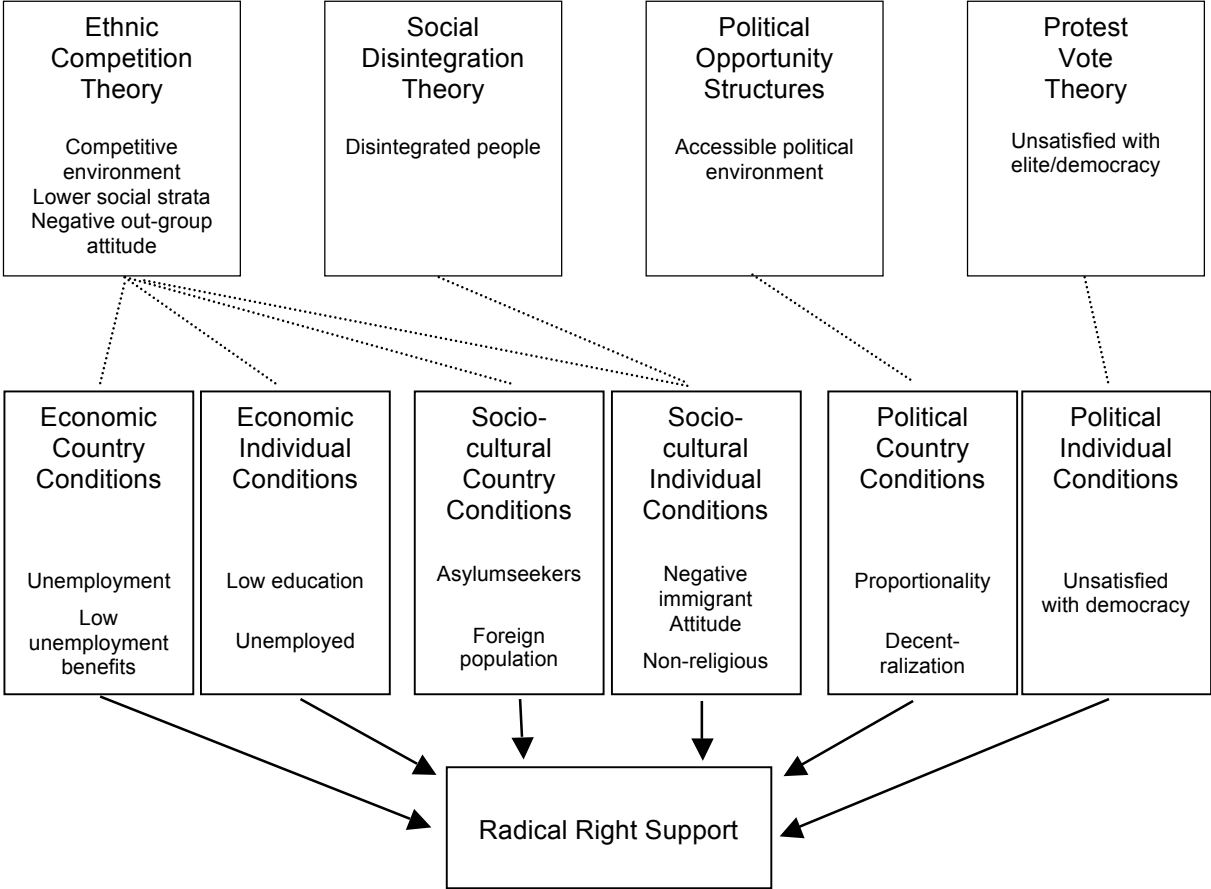 Ethnic
Competition
Theory
Competitive
environment
Lower social strata
Negative out-group
attitude
Social
Disintegration
Theory
Disintegrated people
Political
Opportunity
Structures
Accessible political
environment
Protest
Vote
Theory
Unsatisfied with
elite/democracy
Economic
Country
Conditions
Unemployment
Low
unemployment
benefits
Economic
Individual
Conditions
Low education
Unemployed
Socio-
cultural
Country
Conditions
Asylumseekers
Foreign
population
Socio-
cultural
Individual
Conditions
Negative
immigrant
Attitude
Non-religious
Political
Country
Conditions
Proportionality
Decent-
ralization
Political
Individual
Conditions
Unsatisfied
with democracy
Radical Right Support